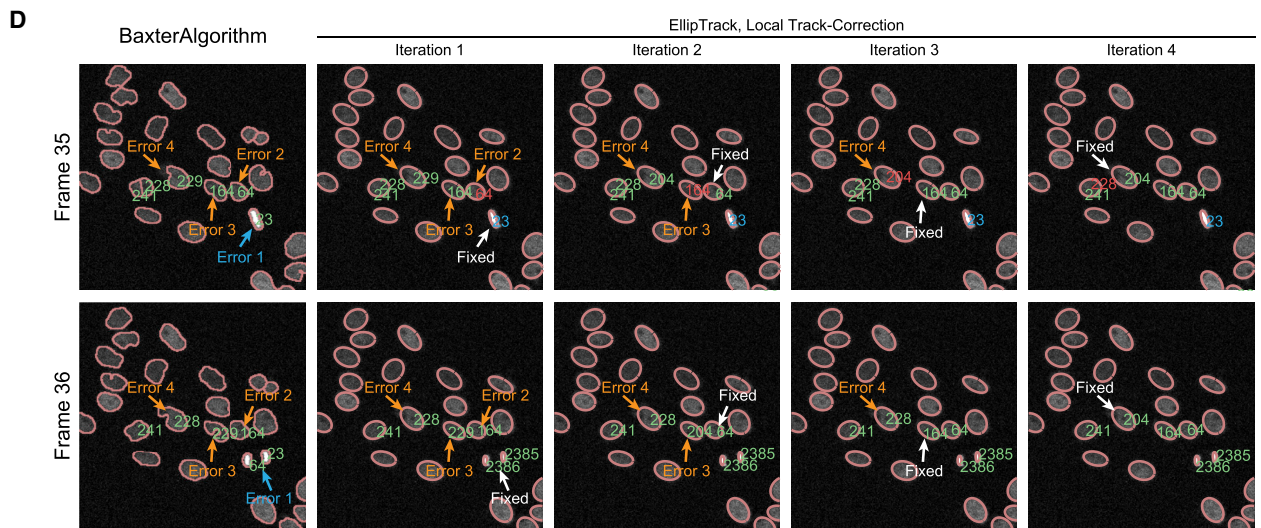 D
EllipTrack, Local Track-Correction
BaxterAlgorithm
Iteration 1
Iteration 2
Iteration 3
Iteration 4
Frame 35
Error 4
Error 2
229
228
241
164
64
23
Error 3
Error 1
Error 4
Error 2
229
228
241
164
64
23
Error 3
Fixed
Error 4
Fixed
204
228
241
164
64
23
Error 3
Error 4
204
228
241
164
64
23
Fixed
Fixed
204
228
241
164
64
23
Frame 36
Error 4
Error 2
228
241
229
164
23
64
Error 3
Error 1
Error 4
Error 2
228
241
229
164
2385
2386
Error 3
Fixed
Error 4
Fixed
228
241
204
64
2385
2386
Error 3
Error 4
228
241
164
64
2385
2386
Fixed
Fixed
204
241
164
64
2385
2386